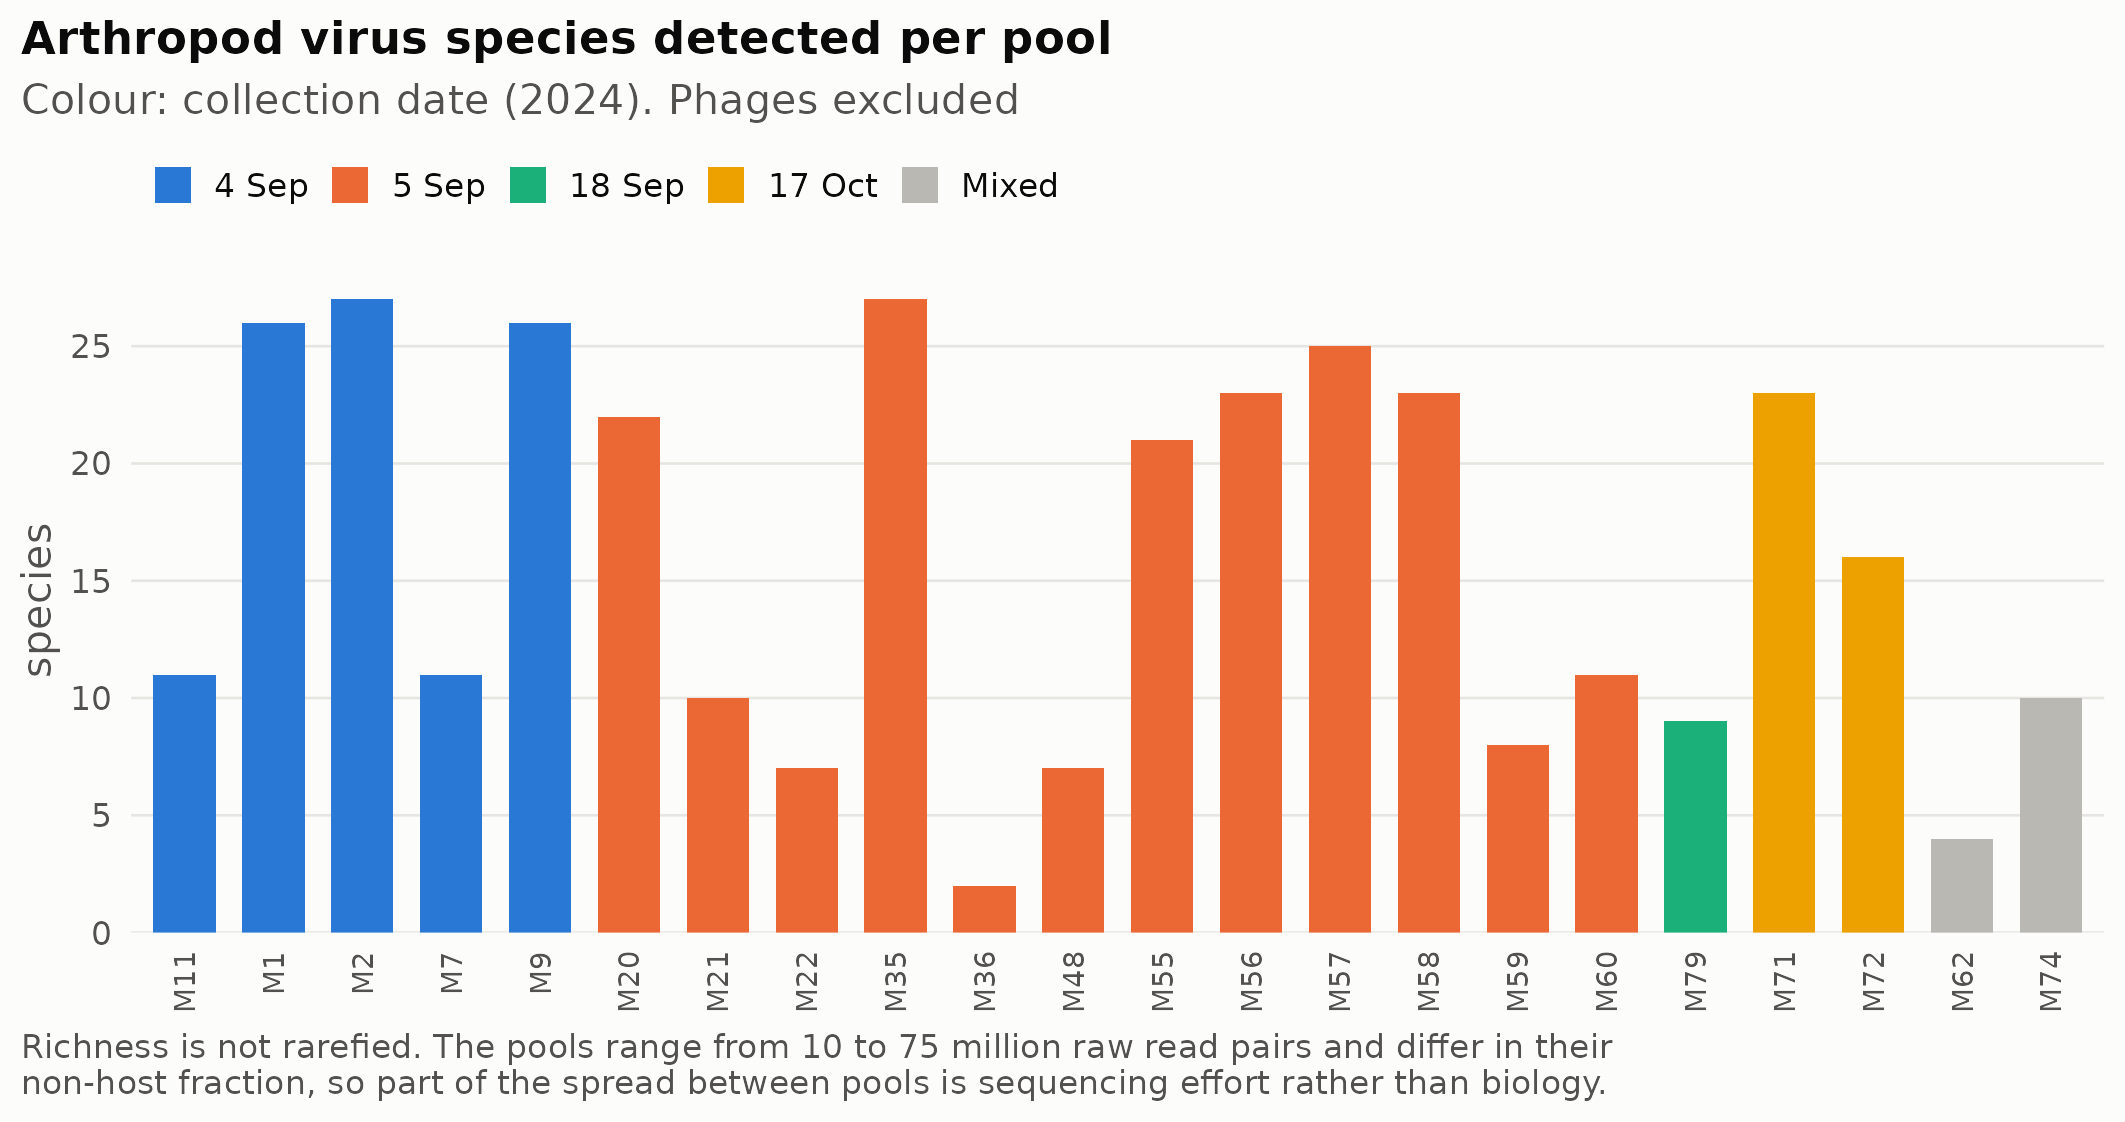 Arthropod virus species detected per pool
Colour: collection date (2024). Phages excluded
4 Sep 5 Sep 18 Sep 17 Oct Mixed
species
25
20
15
10
5
0
M11 M1 M2 M7 M9 M20 M21 M22 M35 M36 M48 M55 M56 M57 M58 M59 M60 M79 M71 M72 M62 M74
Richness is not rarefied. The pools range from 10 to 75 million raw read pairs and differ in their
non-host fraction, so part of the spread between pools is sequencing effort rather than biology.